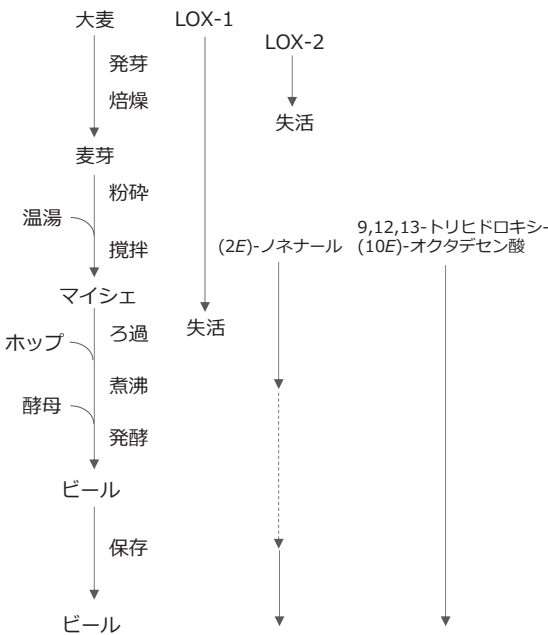 大麦
LOX-1
LOX-2
発芽
焙燥
失活
麦芽
粉砕
温湯
撹拌
(2E)-ノネナール
9,12,13-トリヒドロキシ-
(10E)-オクタデセン酸
マイシェ
失活
ろ過
ホップ
煮沸
酵母
発酵
ビール
保存
ビール